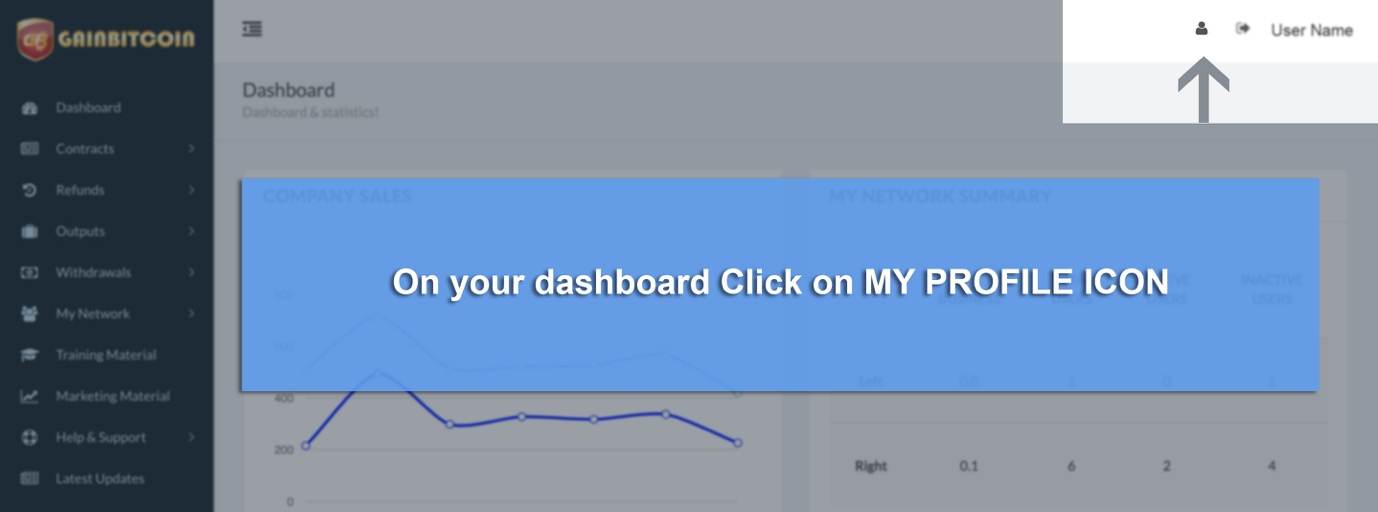 GAINBITCOIN
User Name
Dashboard
Dashboard & statistics!
Dashboard
Contracts
Refunds
Outputs
Withdrawals
My Network
Training Material
Marketing Material
Help & Support
Latest Updates
COMPANY SALES
MY NETWORK SUMMARY
On your dashboard Click on MY PROFILE ICON
INACTIVE
USERS
Left 0.0 1 0 1
400
200
0
Right 0.1 6 2 4